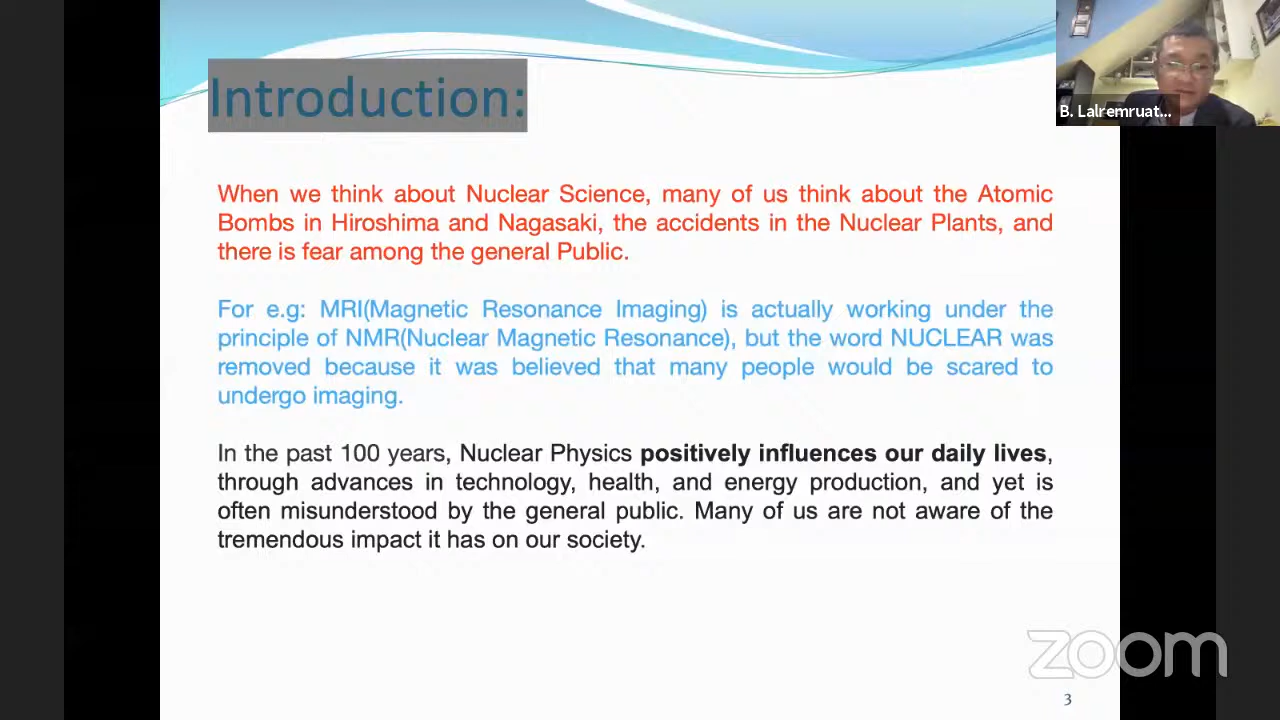 Introduction:
B. Lalremruat...
When we think about Nuclear Science, many of us think about the Atomic
Bombs in Hiroshima and Nagasaki, the accidents in the Nuclear Plants, and
there is fear among the general Public.
For e.g: MRI(Magnetic Resonance Imaging) is actually working under the
principle of NMR(Nuclear Magnetic Resonance), but the word NUCLEAR was
removed because it was believed that many people would be scared to
undergo imaging.
In the past 100 years, Nuclear Physics positively influences our daily lives,
through advances in technology, health, and energy production, and yet is
often misunderstood by the general public. Many of us are not aware of the
tremendous impact it has on our society.
zoom
3